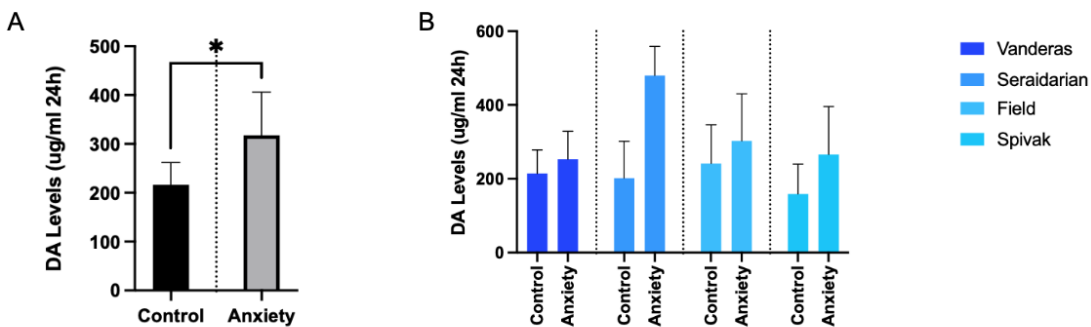 A
DA Levels (ug/ml 24h)
500
400
300
200
100
0
*
Control Anxiety
B
DA Levels (ug/ml 24h)
600
400
200
0
Control Anxiety Control Anxiety Control Anxiety Control Anxiety
Vanderas
Seraidarian
Field
Spivak